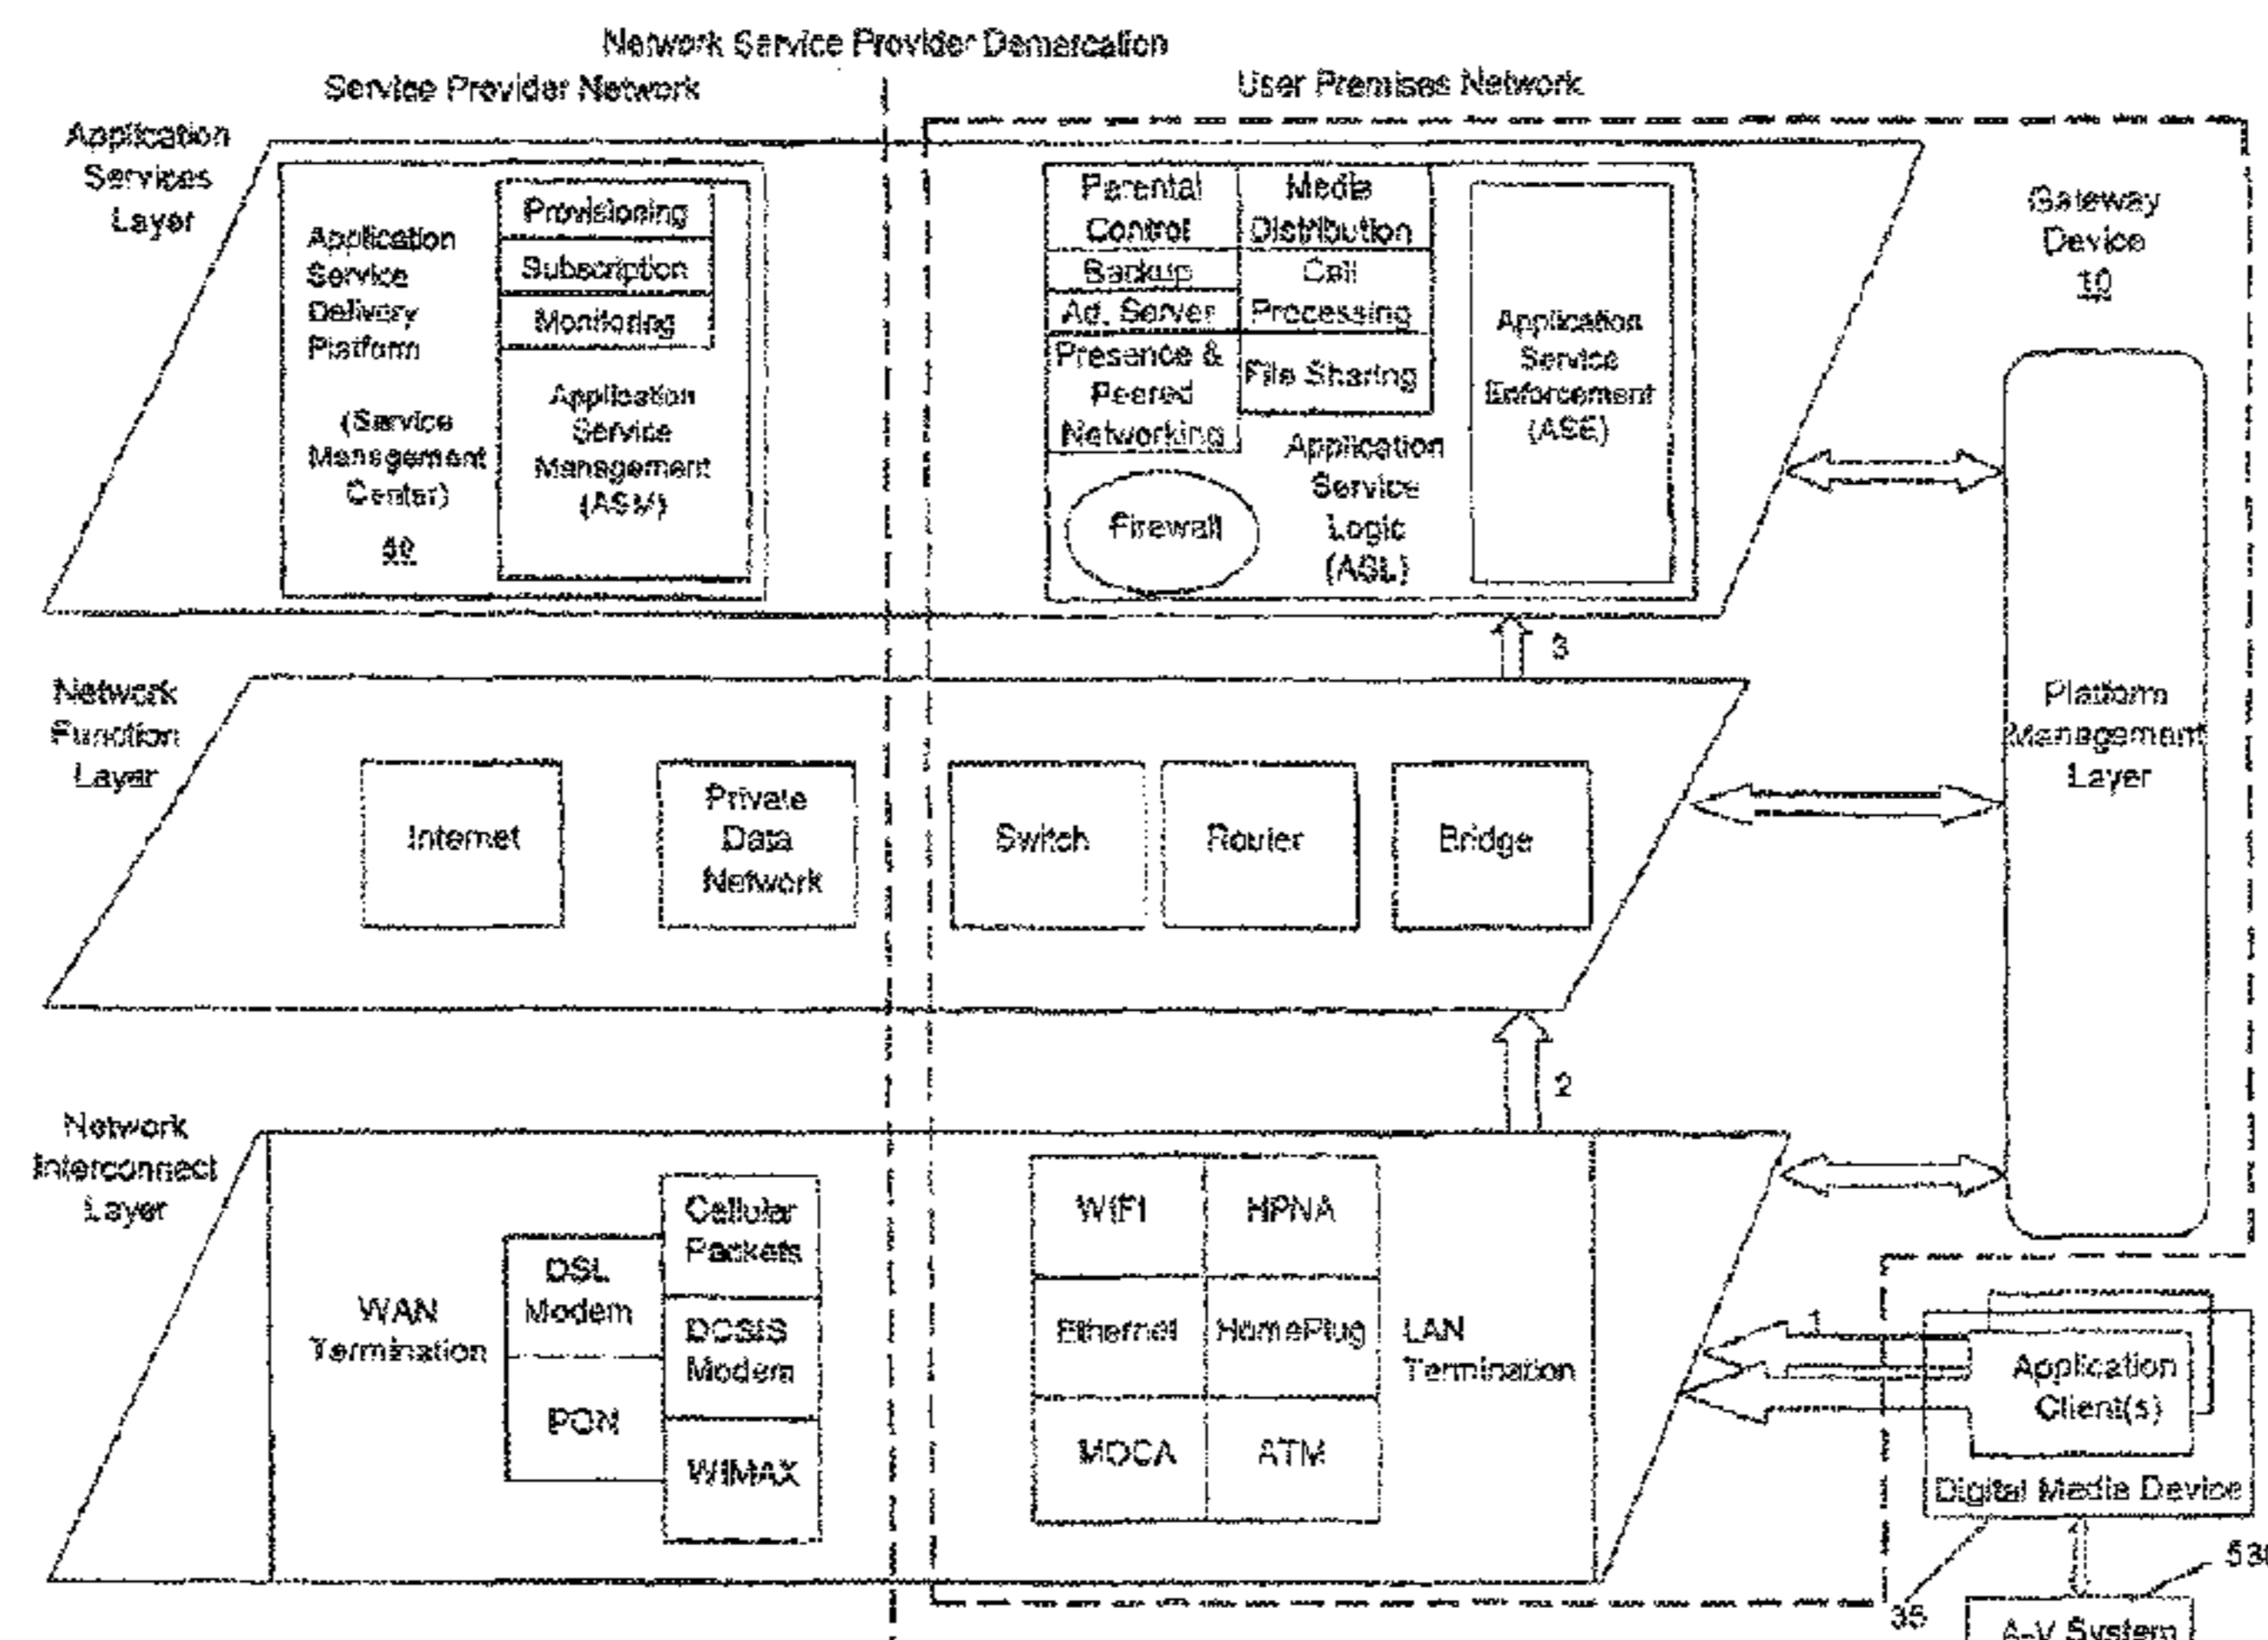 Network Service Provider Demarcation
Service Provider Network
User Premises Network
Application
Services
Layer
Application
Service
Delivery
Platform
(Service
Management
Center)
Provisioning
Subscription
Monitoring
Application
Service
Management
(ASM)
Parental
Control
Backup
Ad. Server
Presence &
Peered
Networking
Firewall
Media
Distribution
Call
Processing
File Sharing
Application
Service
Logic
(ASL)
Application
Service
Enforcement
(ASE)
Gateway
Device
10
3
Network
Function
Layer
Internet
Private
Data
Network
Switch
Router
Bridge
Platform
Management
Layer
2
Network
Interconnect
Layer
WAN
Termination
DSL
Modem
PON
Cellular
Packets
DCSIS
Modem
WIMAX
WIFI
HPNA
Ethernet
HomePlug
MOCA
ATM
LAN
Termination
1
Application
Client(s)
Digital Media Device
35
A-V System